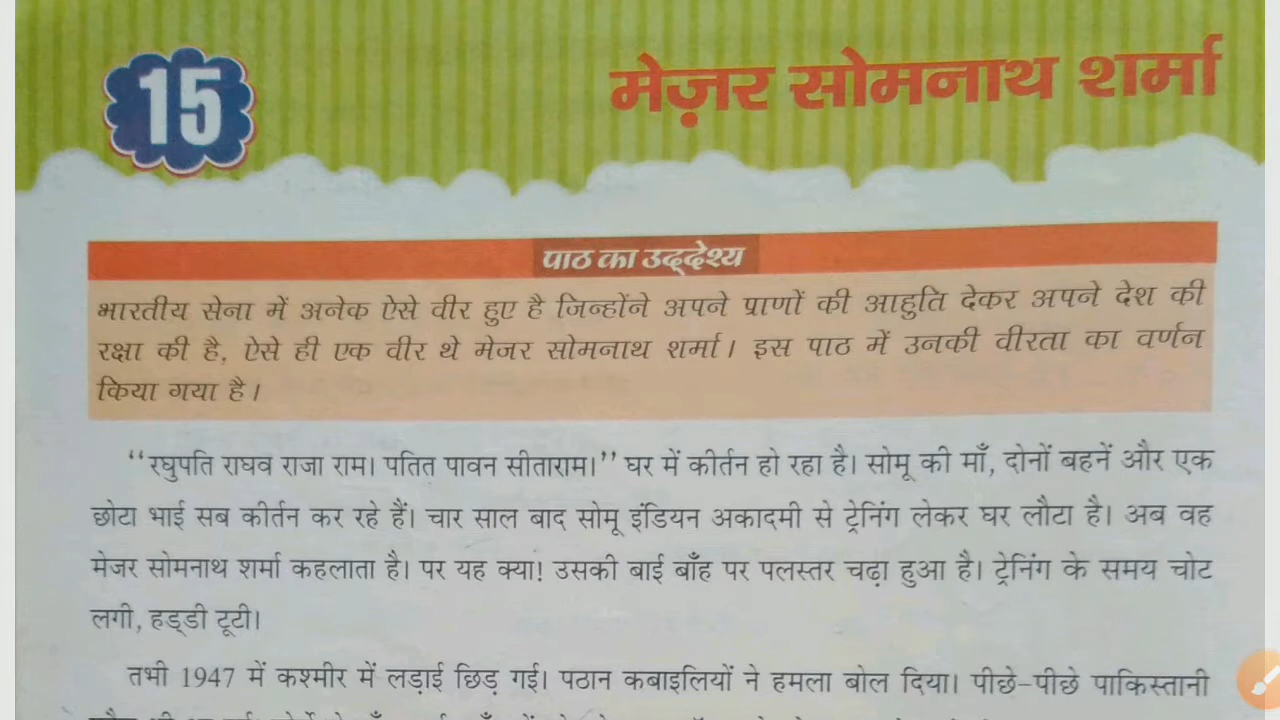 15
मेज़र सोमनाथ शर्मा
पाठ का उद्‌देश्य
भारतीय सेना में अनेक ऐसे वीर हुए है जिन्होंने अपने प्राणों की आहुति देकर अपने देश की
रक्षा की है, ऐसे ही एक वीर थे मेजर सोमनाथ शर्मा। इस पाठ में उनकी वीरता का वर्णन
किया गया है।
‘‘रघुपति राघव राजा राम। पतित पावन सीताराम।’’ घर में कीर्तन हो रहा है। सोमू की माँ, दोनों बहनें और एक
छोटा भाई सब कीर्तन कर रहे हैं। चार साल बाद सोमू इंडियन अकादमी से ट्रेनिंग लेकर घर लौटा है। अब वह
मेजर सोमनाथ शर्मा कहलाता है। पर यह क्या! उसकी बाई बाँह पर पलस्तर चढ़ा हुआ है। ट्रेनिंग के समय चोट
लगी, हड्‌डी टूटी।
तभी 1947 में कश्मीर में लड़ाई छिड़ गई। पठान कबाइलियों ने हमला बोल दिया। पीछे-पीछे पाकिस्तानी